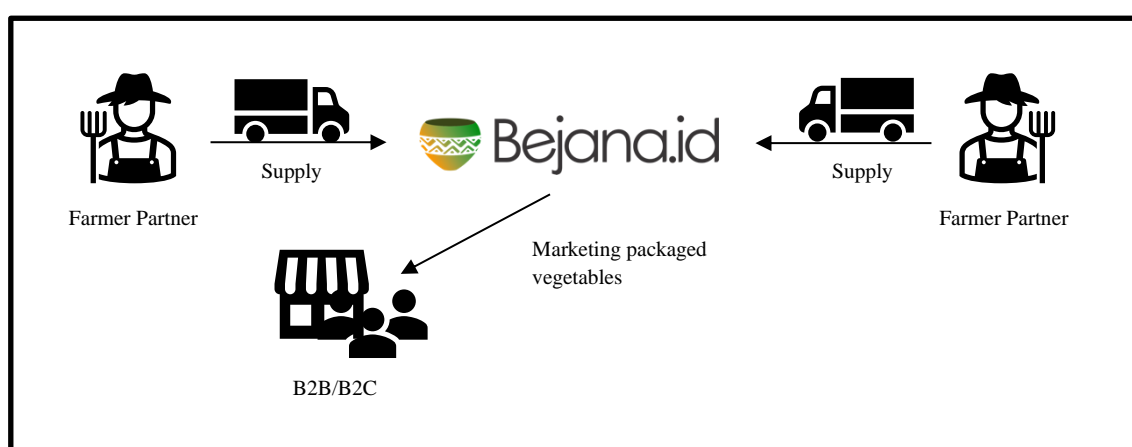 Bejana.id
Supply
Supply
Farmer Partner
Farmer Partner
Marketing packaged
vegetables
B2B/B2C